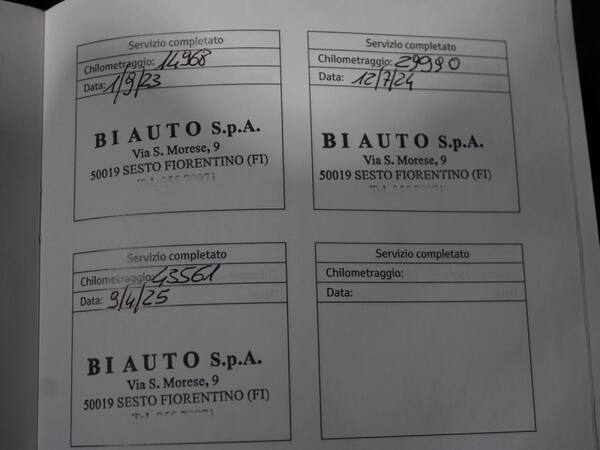 Servizio completato
Chilometraggio: 14968
Data: 1/9/23
BI AUTO S.p.A.
Via S. Morese, 9
50019 SESTO FIORENTINO (FI)
Servizio completato
Chilometraggio: 29990
Data: 12/7/24
BI AUTO S.p.A.
Via S. Morese, 9
50019 SESTO FIORENTINO (FI)
Servizio completato
Chilometraggio: 43561
Data: 9/4/25
BI AUTO S.p.A.
Via S. Morese, 9
50019 SESTO FIORENTINO (FI)
Servizio completato
Chilometraggio:
Data: